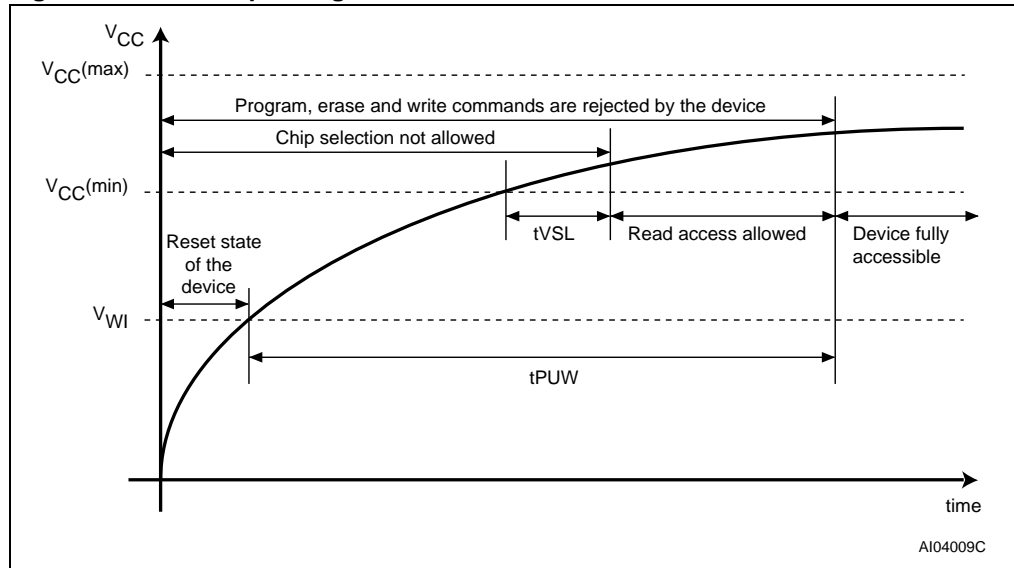 VCC
VCC(max)
Program, erase and write commands are rejected by the device
Chip selection not allowed
VCC(min)
tVSL
Read access allowed
Device fully
accessible
Reset state
of the
device
VWI
tPUW
time
AI04009C